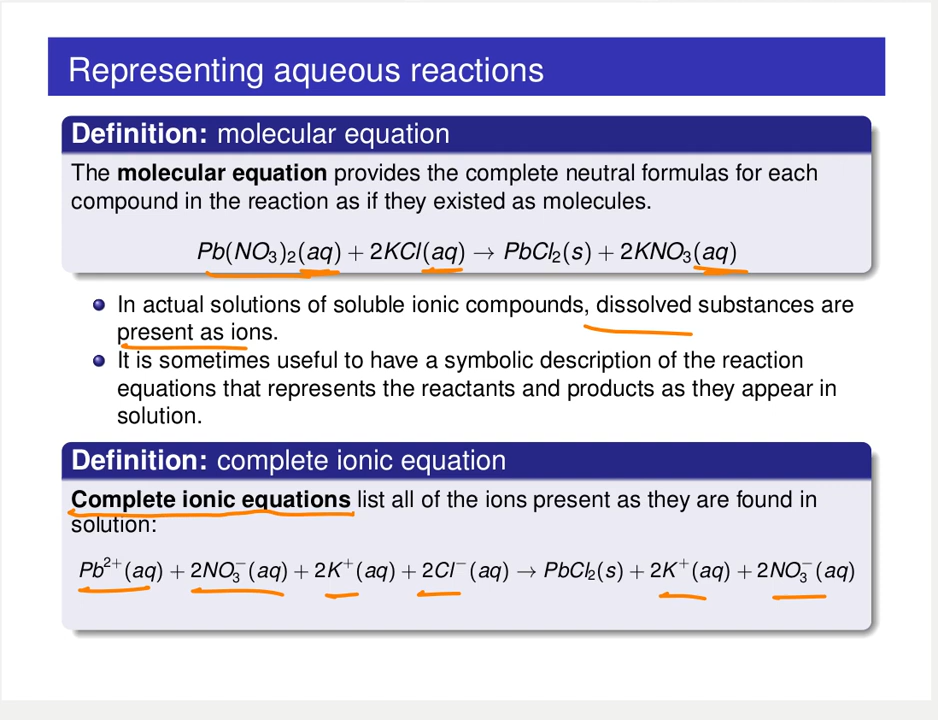 Representing aqueous reactions
Definition: molecular equation
The molecular equation provides the complete neutral formulas for each
compound in the reaction as if they existed as molecules.
Pb(NO₃)₂(aq) + 2KCl(aq) → PbCl₂(s) + 2KNO₃(aq)
In actual solutions of soluble ionic compounds, dissolved substances are
present as ions.
It is sometimes useful to have a symbolic description of the reaction
equations that represents the reactants and products as they appear in
solution.
Definition: complete ionic equation
Complete ionic equations list all of the ions present as they are found in
solution:
Pb²⁺(aq) + 2NO₃⁻(aq) + 2K⁺(aq) + 2Cl⁻(aq) → PbCl₂(s) + 2K⁺(aq) + 2NO₃⁻(aq)